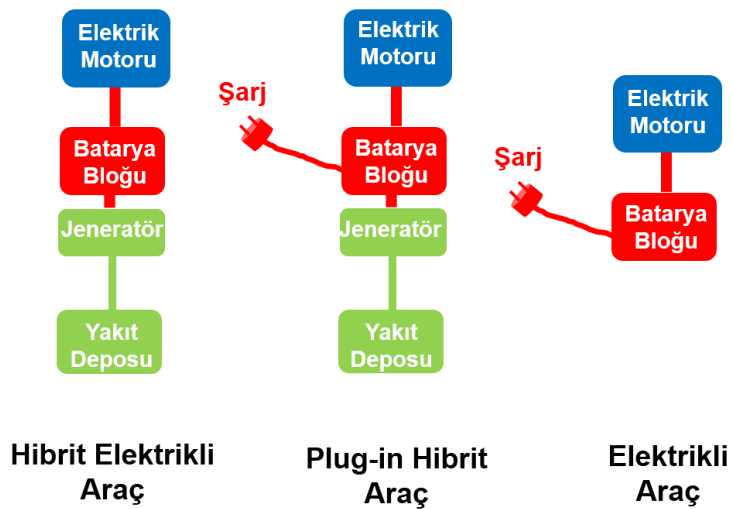 Elektrik
Motoru
Batarya
Bloğu
Jeneratör
Yakıt
Deposu
Hibrit Elektrikli
Araç
Elektrik
Motoru
Şarj
Batarya
Bloğu
Jeneratör
Yakıt
Deposu
Plug-in Hibrit
Araç
Elektrik
Motoru
Şarj
Batarya
Bloğu
Elektrikli
Araç